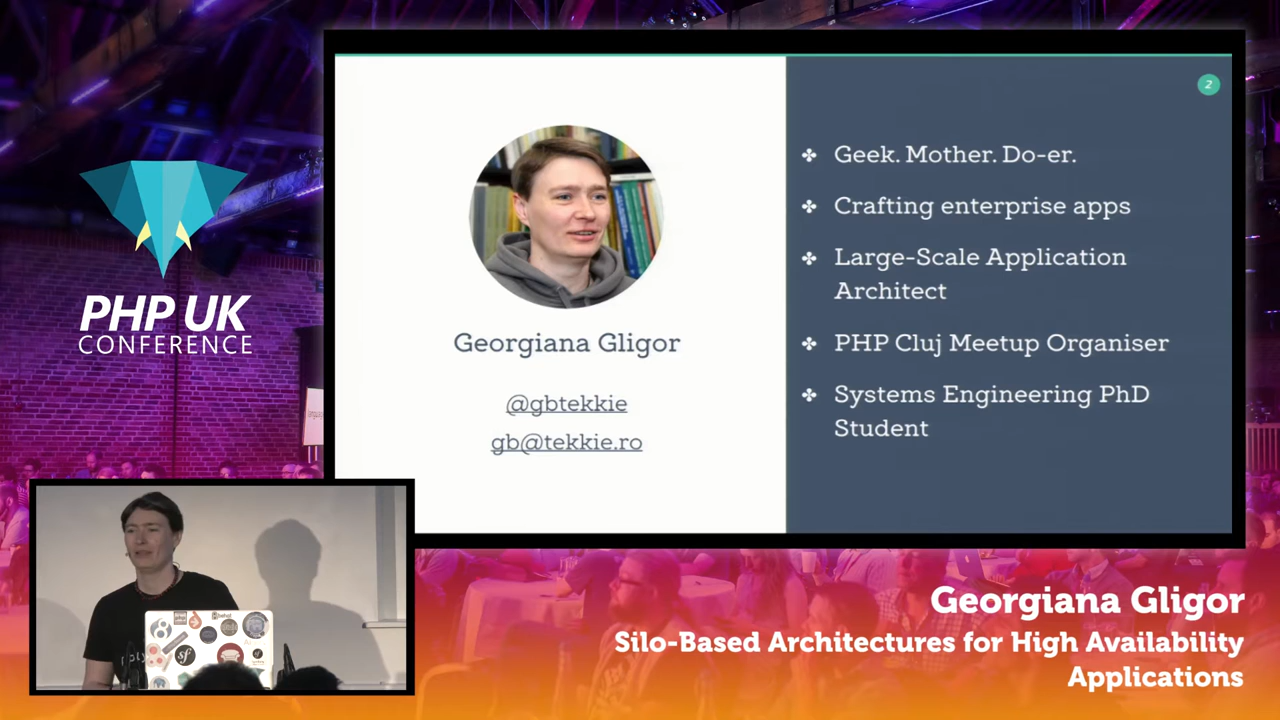 PHP UK
CONFERENCE
2
Georgiana Gligor
@gbtekkie
gb@tekkie.ro
Geek. Mother. Do-er.
Crafting enterprise apps
Large-Scale Application
Architect
PHP Cluj Meetup Organiser
Systems Engineering PhD
Student
Georgiana Gligor
Silo-Based Architectures for High Availability
Applications